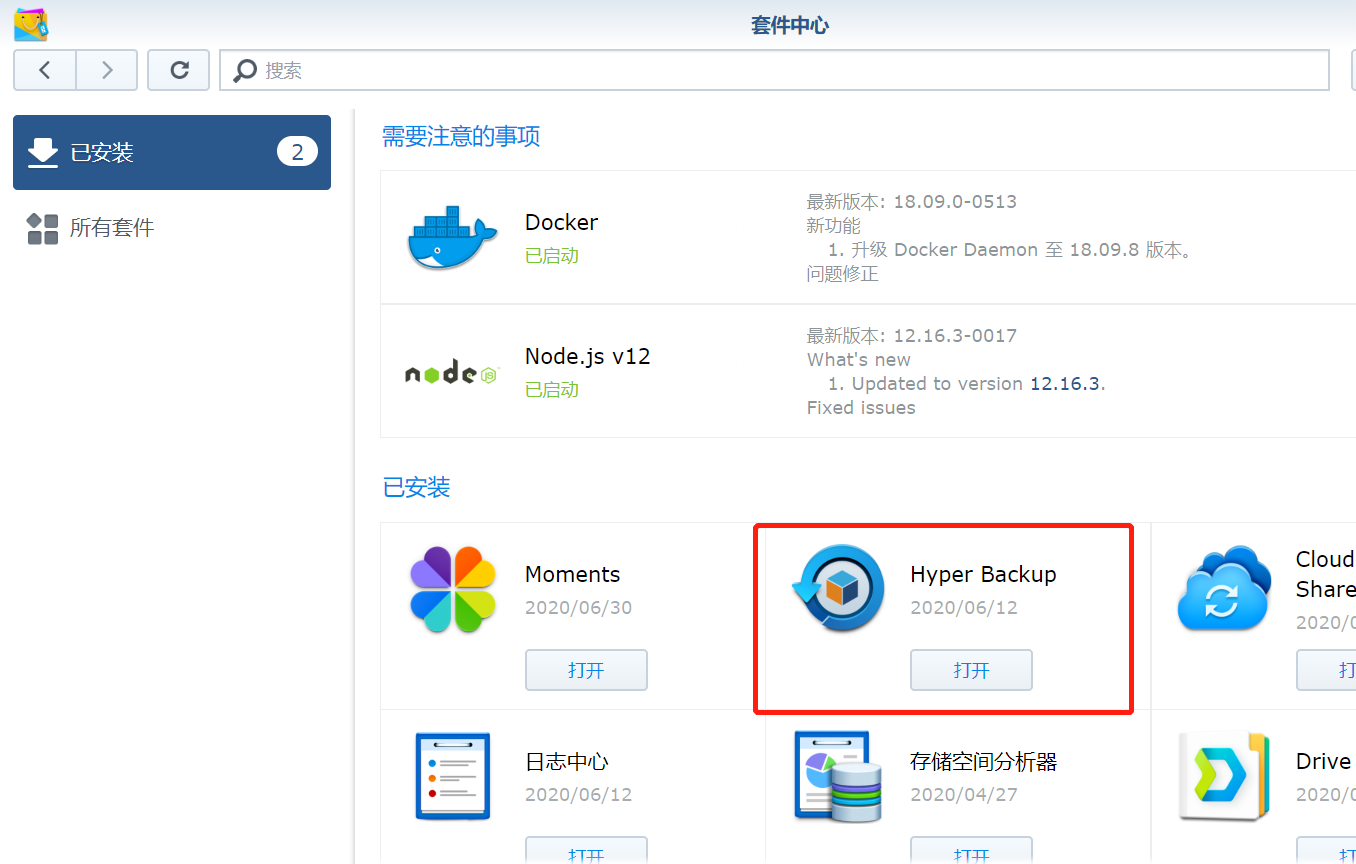 套件中心
搜索
已安装
2
所有套件
需要注意的事项
Docker
已启动
最新版本: 18.09.0-0513
新功能
1. 升级 Docker Daemon 至 18.09.8 版本。
问题修正
node
JS
Node.js v12
已启动
最新版本: 12.16.3-0017
What's new
1. Updated to version 12.16.3.
Fixed issues
已安装
Moments
2020/06/30
打开
Hyper Backup
2020/06/12
打开
Cloud
Share
2020/0
打
日志中心
2020/06/12
打开
存储空间分析器
2020/04/27
打开
Drive
2020/0
打